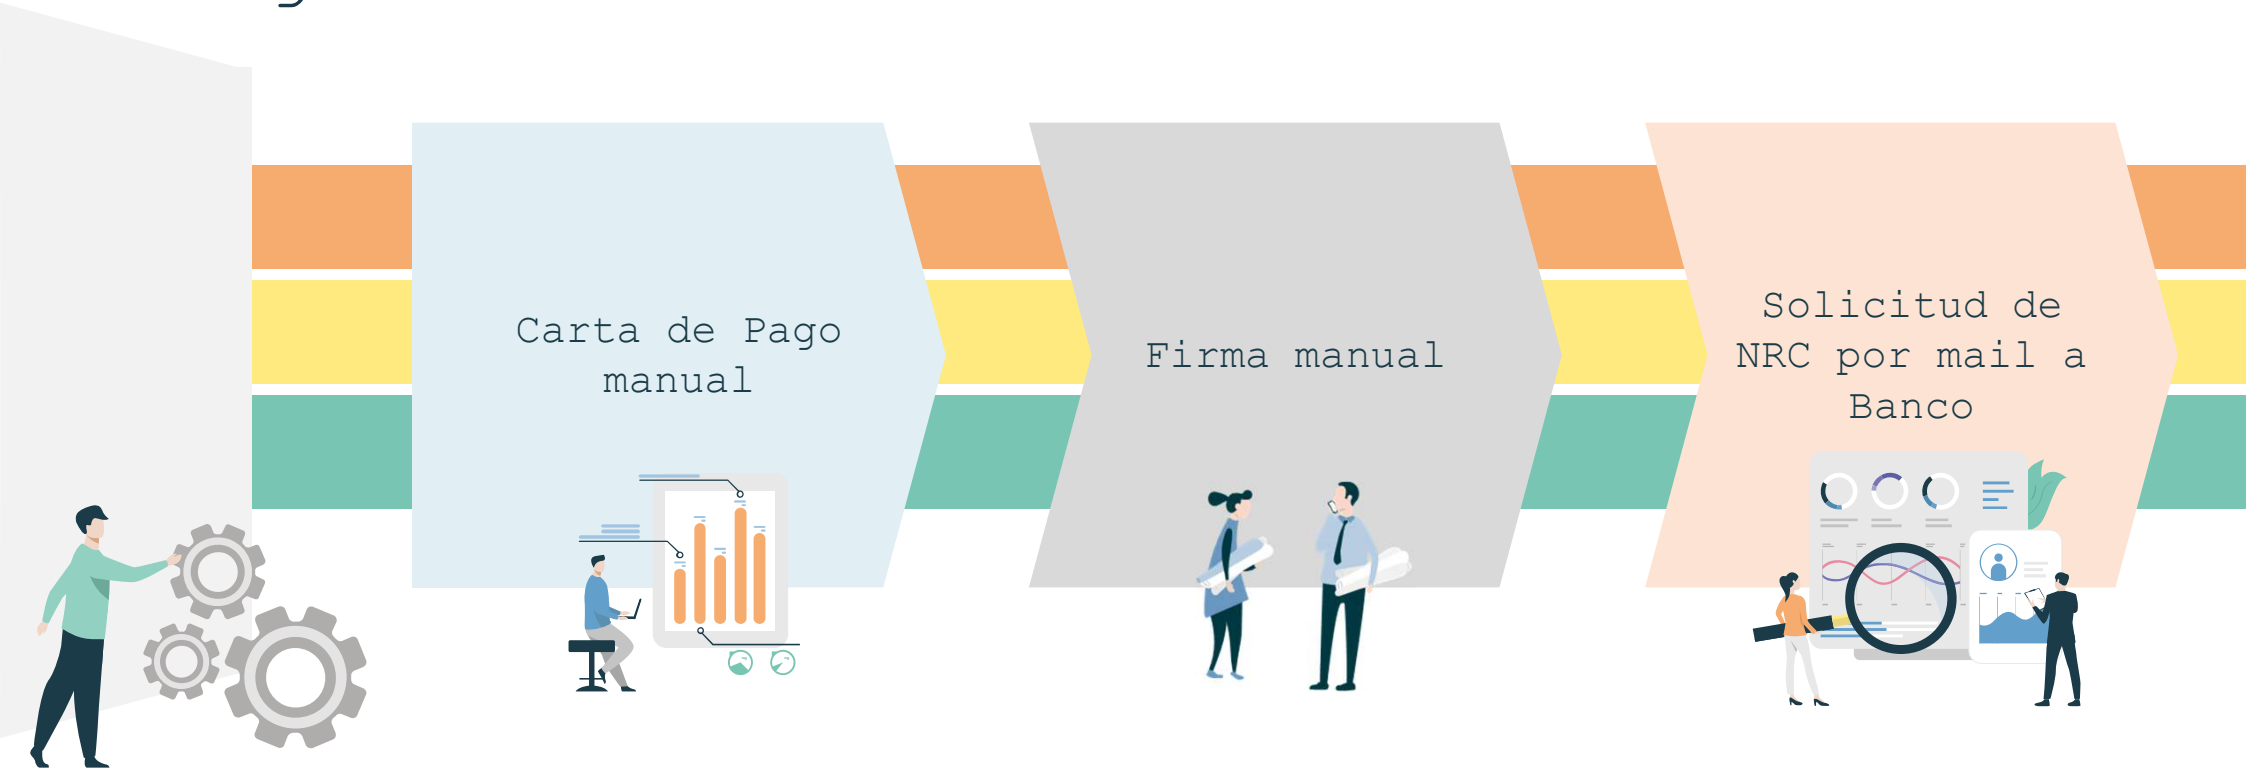 Carta de Pago
manual
Firma manual
Solicitud de
NRC por mail a
Banco